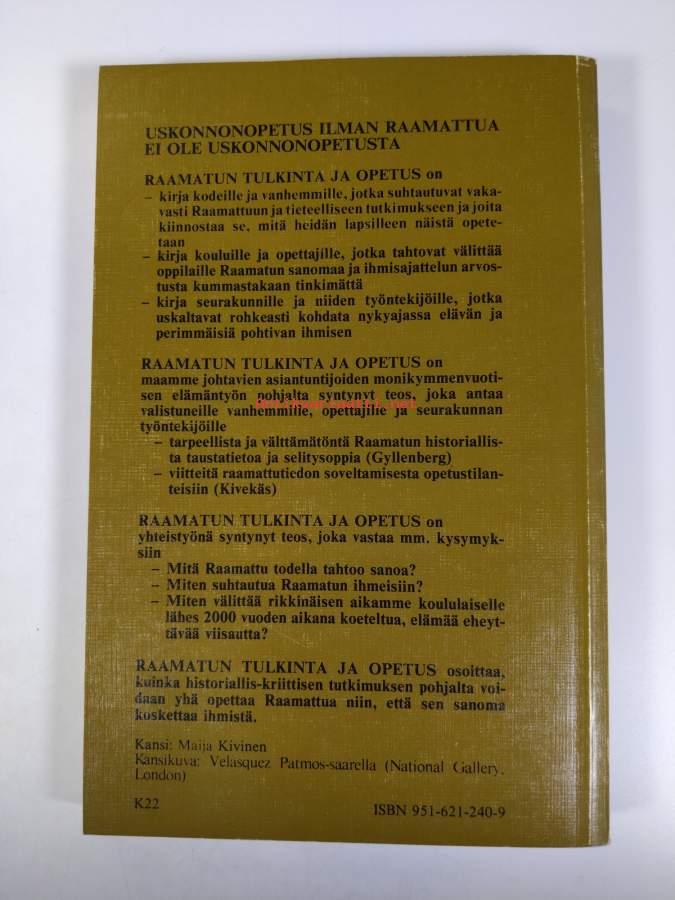 USKONNONOPETUS ILMAN RAAMATTUA
EI OLE USKONNONOPETUSTA
RAAMATUN TULKINTA JA OPETUS on
– kirja kodeille ja vanhemmille, jotka suhtautuvat vaka-
vasti Raamattuun ja tieteelliseen tutkimukseen ja joita
kiinnostaa se, mitä heidän lapsilleen näistä opete-
taan
– kirja kouluille ja opettajille, jotka tahtovat välittää
oppilaille Raamatun sanomaa ja ihmisajattelun arvos-
tusta kummastakaan tinkimättä
– kirja seurakunnille ja niiden työntekijöille, jotka
uskaltavat rohkeasti kohdata nykyajassa elävän ja
perimmäisiä pohtivan ihmisen
RAAMATUN TULKINTA JA OPETUS on
maamme johtavien asiantuntijoiden monikymmenvuoti-
sen elämäntyön pohjalta syntynyt teos, joka antaa
valistuneille vanhemmille, opettajille ja seurakunnan
työntekijöille
– tarpeellista ja välttämätöntä Raamatun historiallis-
ta taustatietoa ja selitysoppia (Gyllenberg)
– viitteitä raamattutiedon soveltamisesta opetustilan-
teisiin (Kivekäs)
RAAMATUN TULKINTA JA OPETUS on
yhteistyönä syntynyt teos, joka vastaa mm. kysymyk-
siin
– Mitä Raamattu todella tahtoo sanoa?
– Miten suhtautua Raamatun ihmeisiin?
– Miten välittää rikkinäisen aikamme koululaiselle
lähes 2000 vuoden aikana koeteltua, elämää eheyt-
tävää viisautta?
RAAMATUN TULKINTA JA OPETUS osoittaa,
kuinka historiallis-kriittisen tutkimuksen pohjalta voi-
daan yhä opettaa Raamattua niin, että sen sanoma
koskettaa ihmistä.
Kansi: Maija Kivinen
Kansikuva: Velasquez Patmos-saarella (National Gallery,
London)
K22
ISBN 951-621-240-9